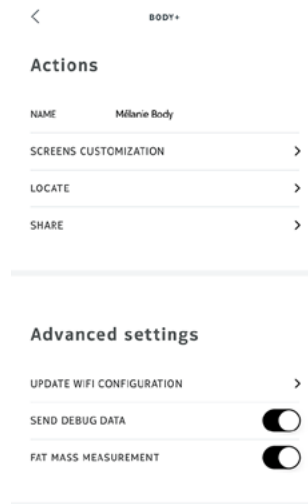 BODY+
Actions
NAME Mélanie Body
SCREENS CUSTOMIZATION
LOCATE
SHARE
Advanced settings
UPDATE WIFI CONFIGURATION
SEND DEBUG DATA
FAT MASS MEASUREMENT